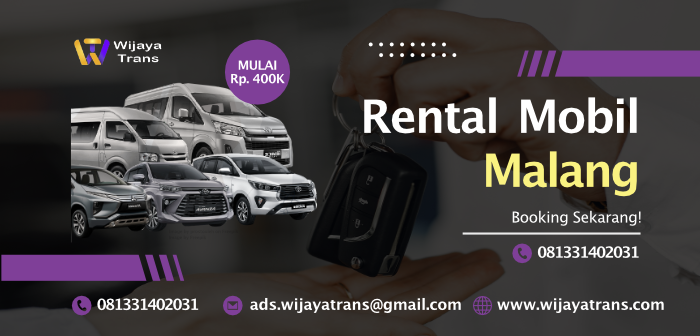 Wijaya
Trans
MULAI
Rp. 400K
Rental Mobil
Malang
Booking Sekarang!
081331402031
081331402031
ads.wijayatrans@gmail.com
www.wijayatrans.com